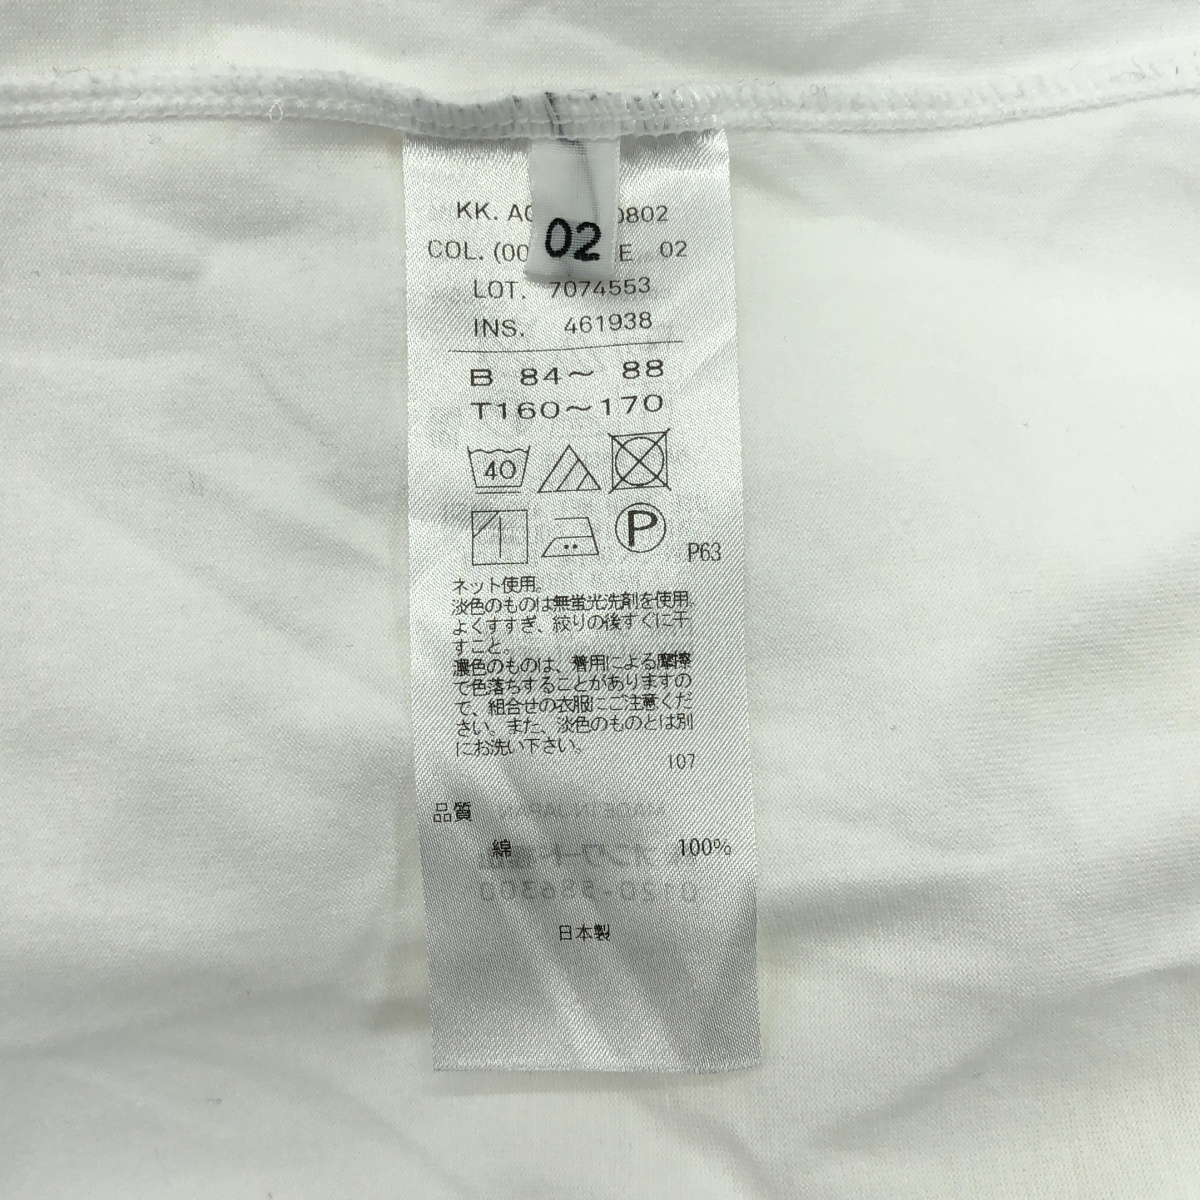 KK. 0802
02
COL. (00 E 02
LOT. 7074553
INS. 461938
B 84〜 88
T160〜170
40
P
P63
ネット使用。
淡色のものは無蛍光洗剤を使用。
よくすすぎ、絞りの後すぐに干
すこと。
濃色のものは、着用による摩擦
で色落ちすることがありますの
で、組合せの衣服にご注意くだ
さい。また、淡色のものとは別
にお洗い下さい。
107
品質
MADE IN JAPAN
綿 100%
0120-586300
日本製